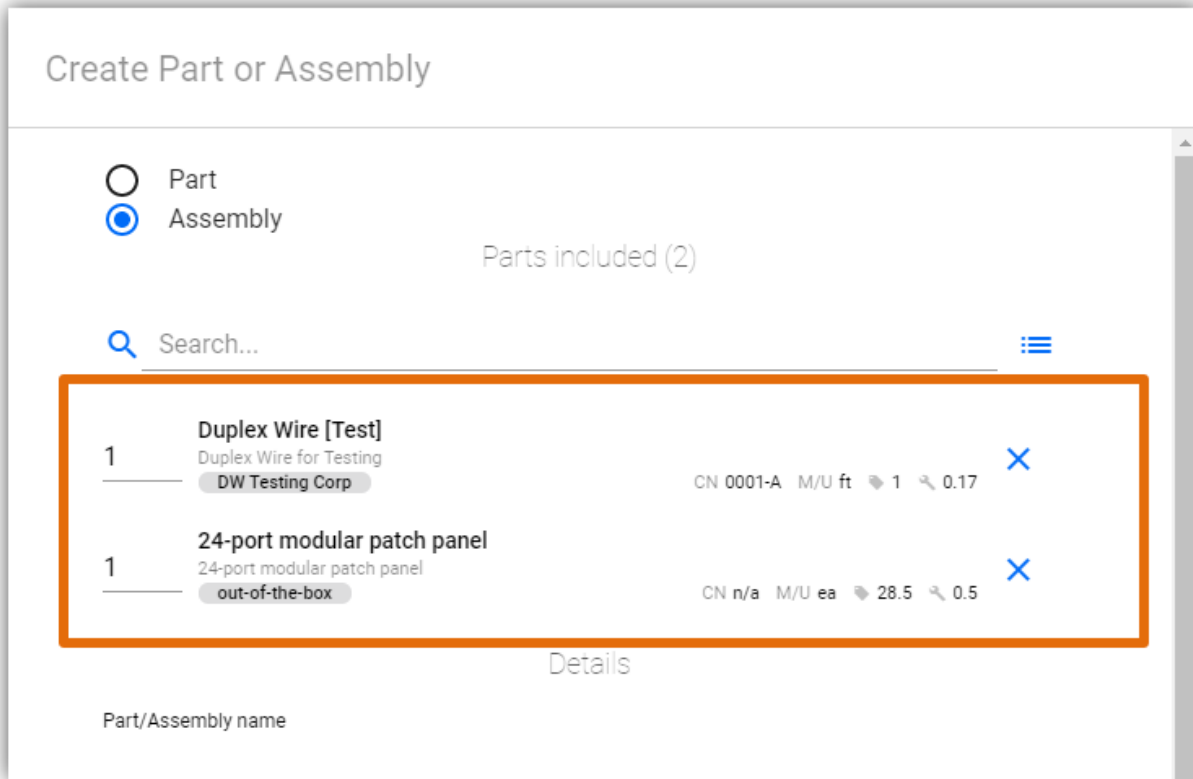 Create Part or Assembly
Part
Assembly
Parts included (2)
Search...
Duplex Wire [Test]
1
Duplex Wire for Testing
DW Testing Corp
CN 0001-A M/U ft 1 0.17
24-port modular patch panel
1
24-port modular patch panel
out-of-the-box
CN n/a M/U ea 28.5 0.5
Details
Part/Assembly name